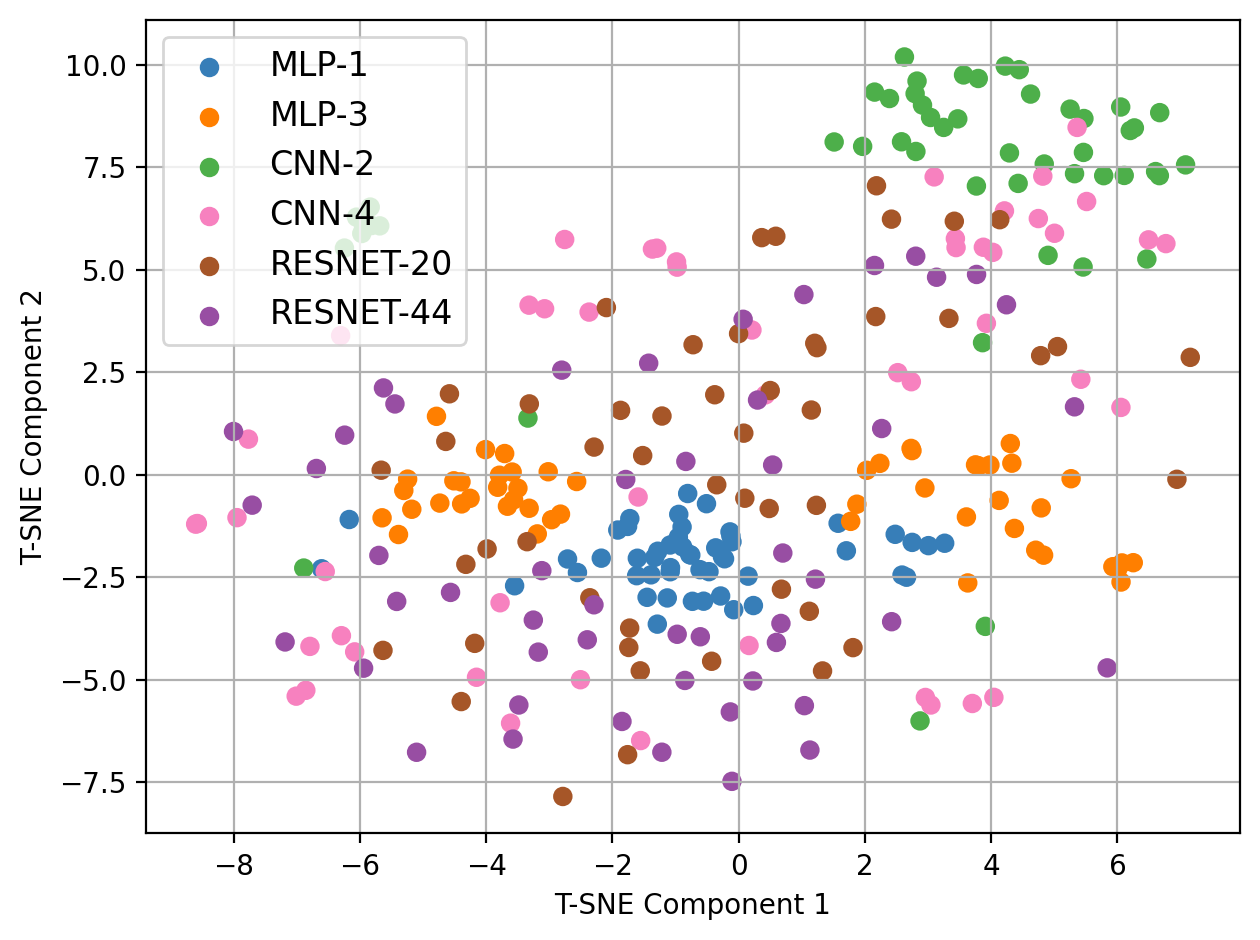 MLP-1
MLP-3
CNN-2
CNN-4
RESNET-20
RESNET-44
10.0
7.5
5.0
2.5
0.0
−2.5
−5.0
−7.5
T-SNE Component 2
−8 −6 −4 −2 0 2 4 6
T-SNE Component 1